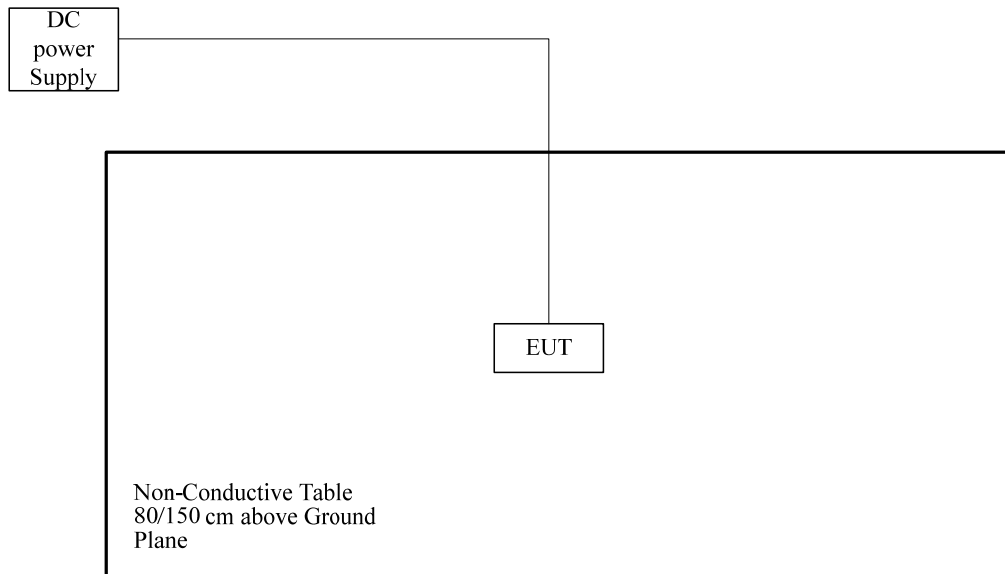 DC
power
Supply
EUT
Non-Conductive Table
80/150 cm above Ground
Plane